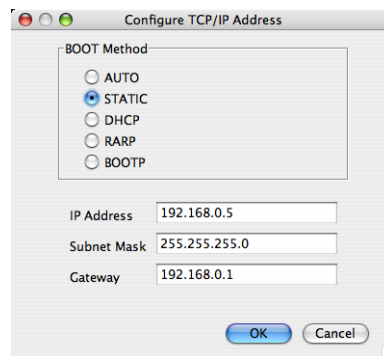 Configure TCP/IP Address
BOOT Method
AUTO
STATIC
DHCP
RARP
BOOTP
IP Address 192.168.0.5
Subnet Mask 255.255.255.0
Gateway 192.168.0.1
OK Cancel